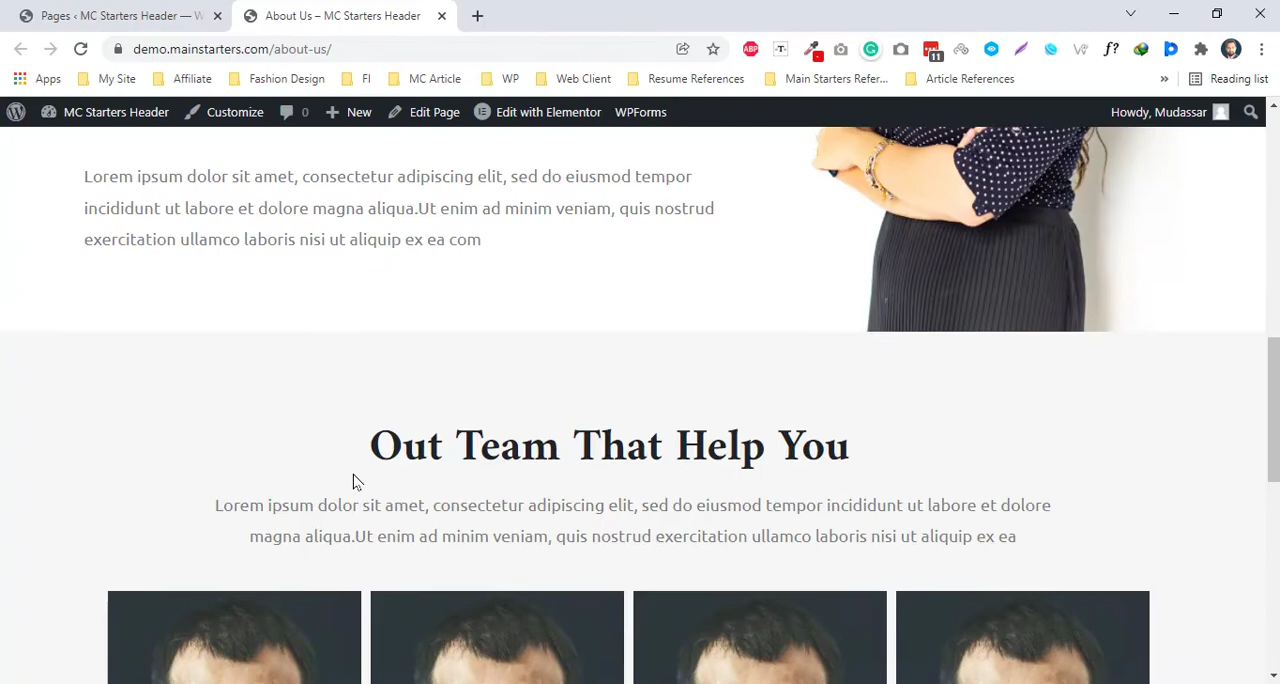 Pages ‹ MC Starters Header — W
About Us – MC Starters Header
demo.mainstarters.com/about-us/
ABP
T
11
f?
Apps
My Site
Affiliate
Fashion Design
FI
MC Article
WP
Web Client
Resume References
Main Starters Refer...
Article References
»
Reading list
MC Starters Header
Customize
0
New
Edit Page
Edit with Elementor
WPForms
Howdy, Mudassar
Lorem ipsum dolor sit amet, consectetur adipiscing elit, sed do eiusmod tempor
incididunt ut labore et dolore magna aliqua.Ut enim ad minim veniam, quis nostrud
exercitation ullamco laboris nisi ut aliquip ex ea com
Out Team That Help You
Lorem ipsum dolor sit amet, consectetur adipiscing elit, sed do eiusmod tempor incididunt ut labore et dolore
magna aliqua.Ut enim ad minim veniam, quis nostrud exercitation ullamco laboris nisi ut aliquip ex ea